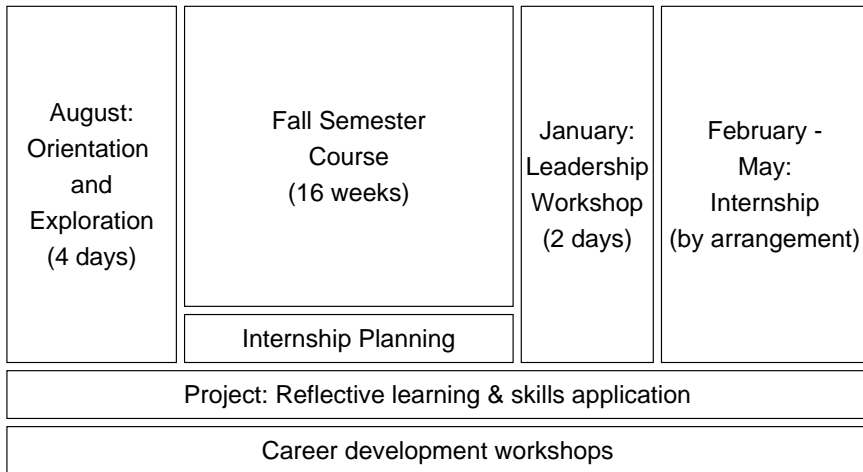 August:
Orientation
and
Exploration
(4 days)
Fall Semester
Course
(16 weeks)
Internship Planning
January:
Leadership
Workshop
(2 days)
February -
May:
Internship
(by arrangement)
Project: Reflective learning & skills application
Career development workshops